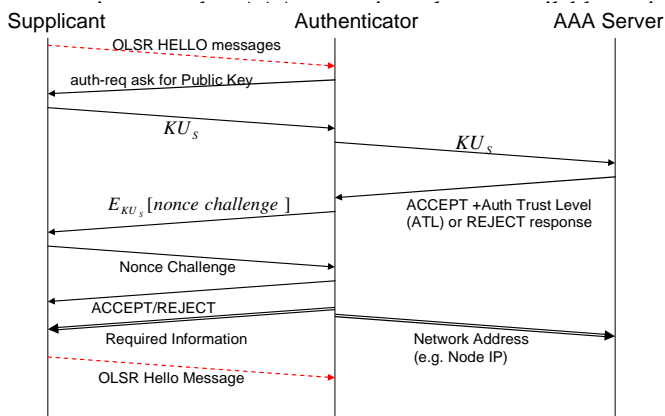 Supplicant Authenticator AAA Server
OLSR HELLO messages
auth-req ask for Public Key
KU_S
KU_S
E_{KU_S} [nonce challenge ]
ACCEPT +Auth Trust Level
(ATL) or REJECT response
Nonce Challenge
ACCEPT/REJECT
Required Information
Network Address
(e.g. Node IP)
OLSR Hello Message